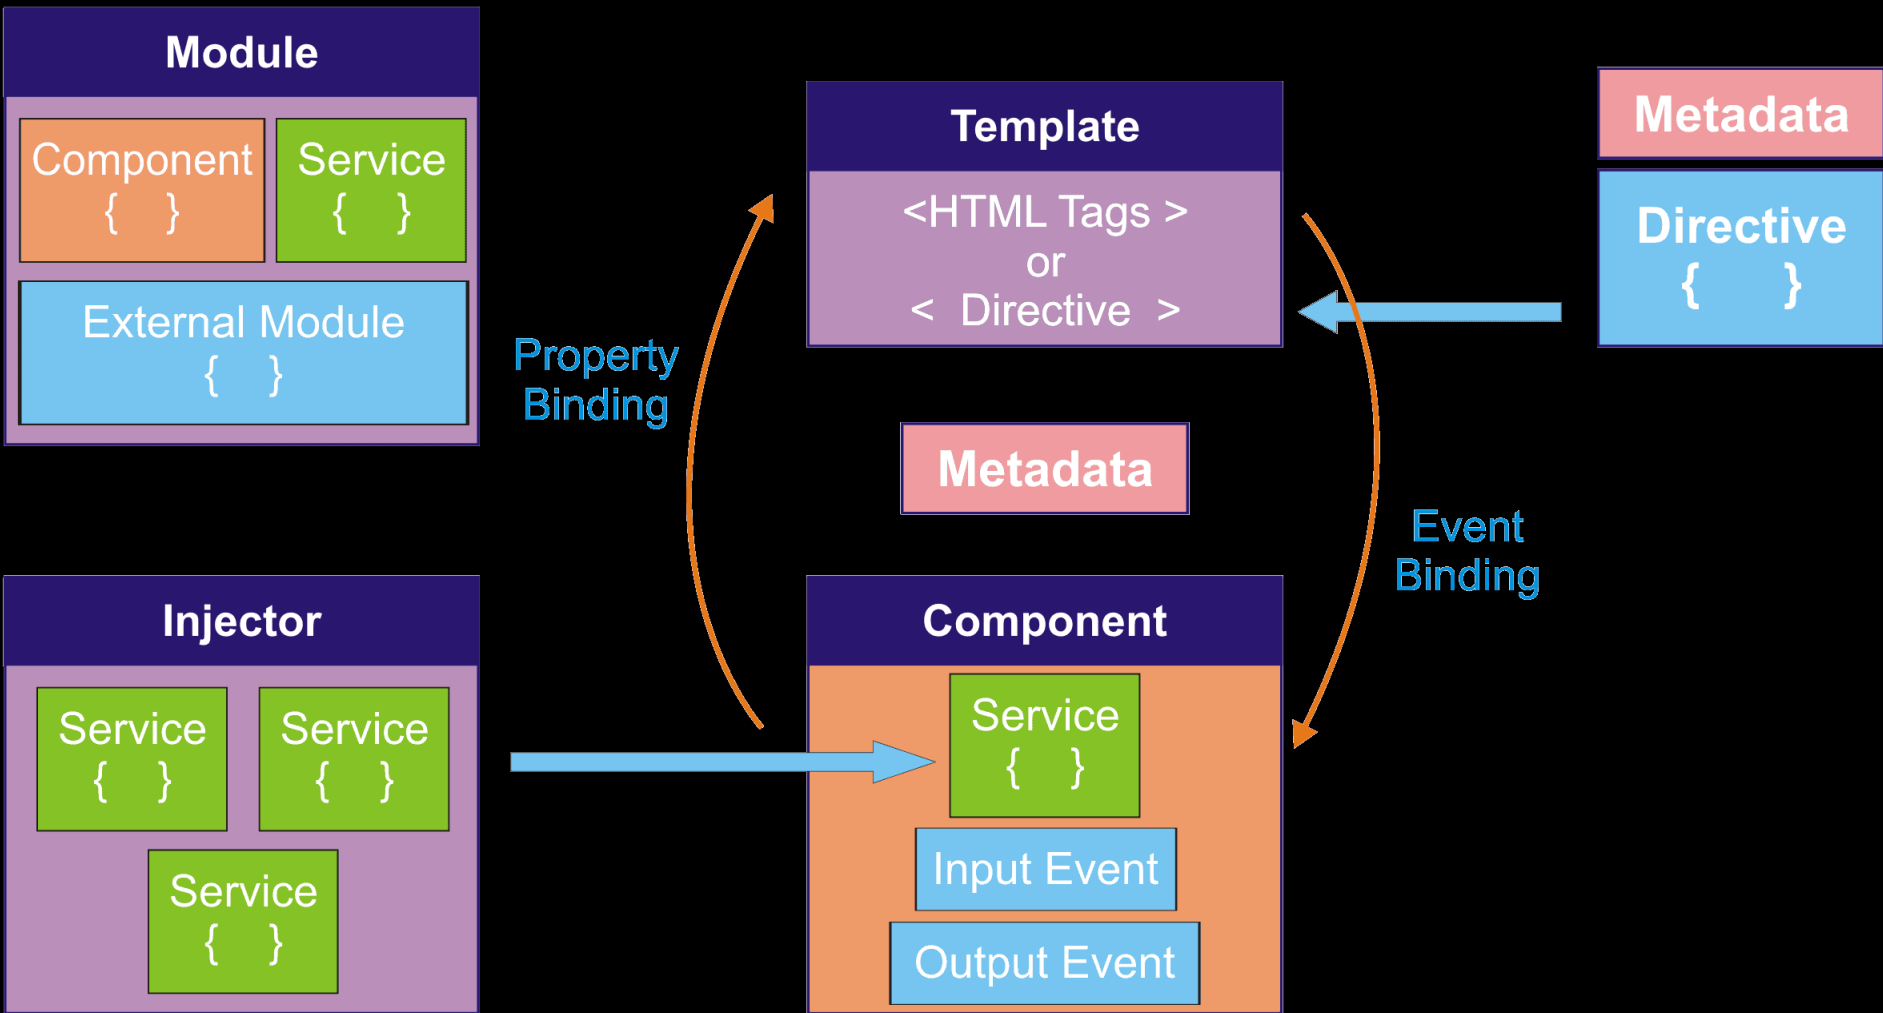 Module
Component
{ }
Service
{ }
External Module
{ }
Template
<HTML Tags >
or
< Directive >
Metadata
Directive
{ }
Property
Binding
Metadata
Event
Binding
Injector
Service
{ }
Service
{ }
Service
{ }
Component
Service
{ }
Input Event
Output Event